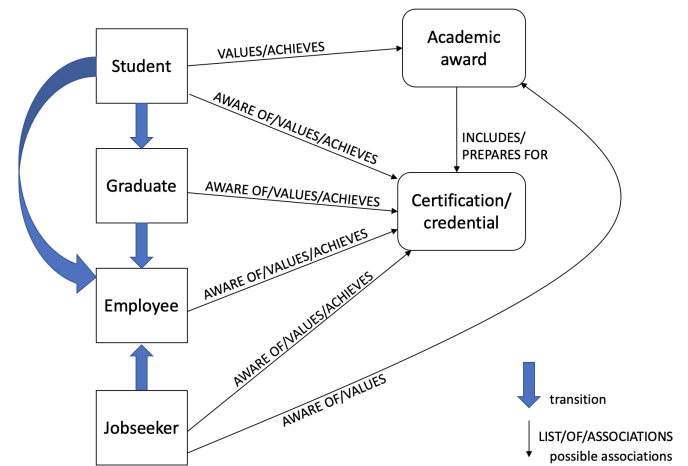 Student
VALUES/ACHIEVES
Academic
award
AWARE OF/VALUES/ACHIEVES
INCLUDES/
PREPARES FOR
Graduate
AWARE OF/VALUES/ACHIEVES
Certification/
credential
AWARE OF/VALUES/ACHIEVES
Employee
AWARE OF/VALUES/ACHIEVES
AWARE OF/VALUES
Jobseeker
transition
LIST/OF/ASSOCIATIONS
possible associations